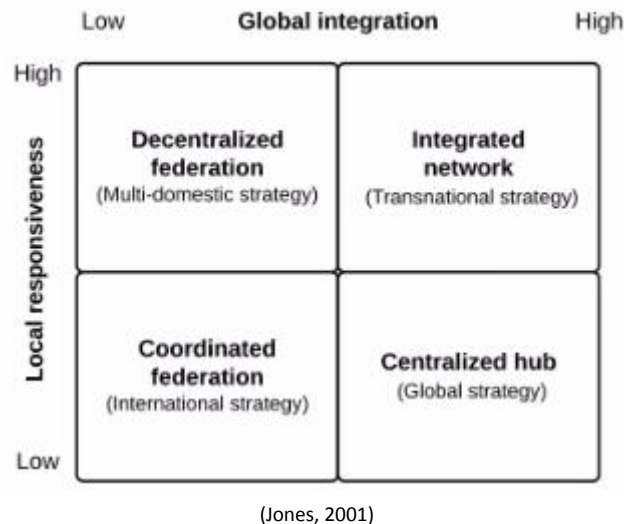 Low Global integration High
High
Decentralized
federation
(Multi-domestic strategy)
Integrated
network
(Transnational strategy)
Local responsiveness
Coordinated
federation
(International strategy)
Centralized hub
(Global strategy)
Low
(Jones, 2001)